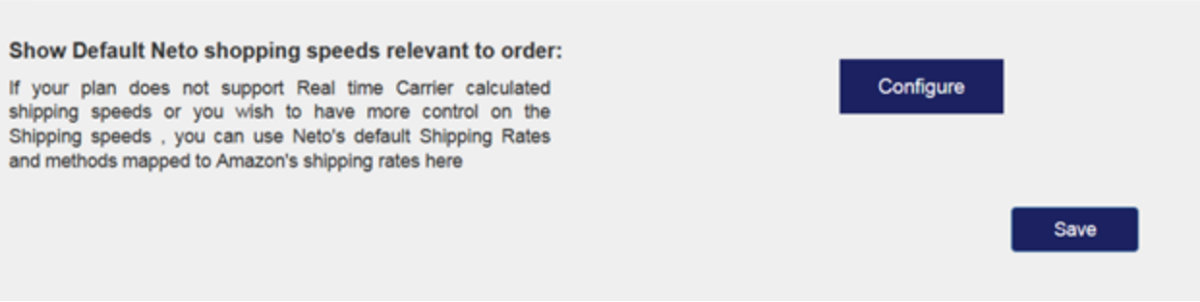 Show Default Neto shopping speeds relevant to order:
If your plan does not support Real time Carrier calculated
shipping speeds or you wish to have more control on the
Shipping speeds , you can use Neto's default Shipping Rates
and methods mapped to Amazon's shipping rates here
Configure
Save